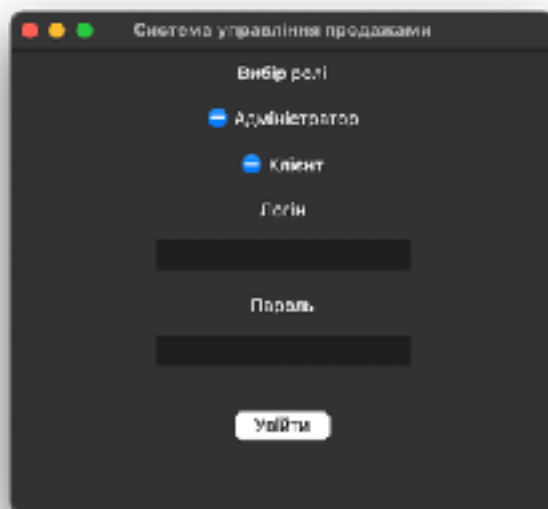 Система управління продажами
Вибір ролі
Адміністратор
Клієнт
Логін
Пароль
Увійти